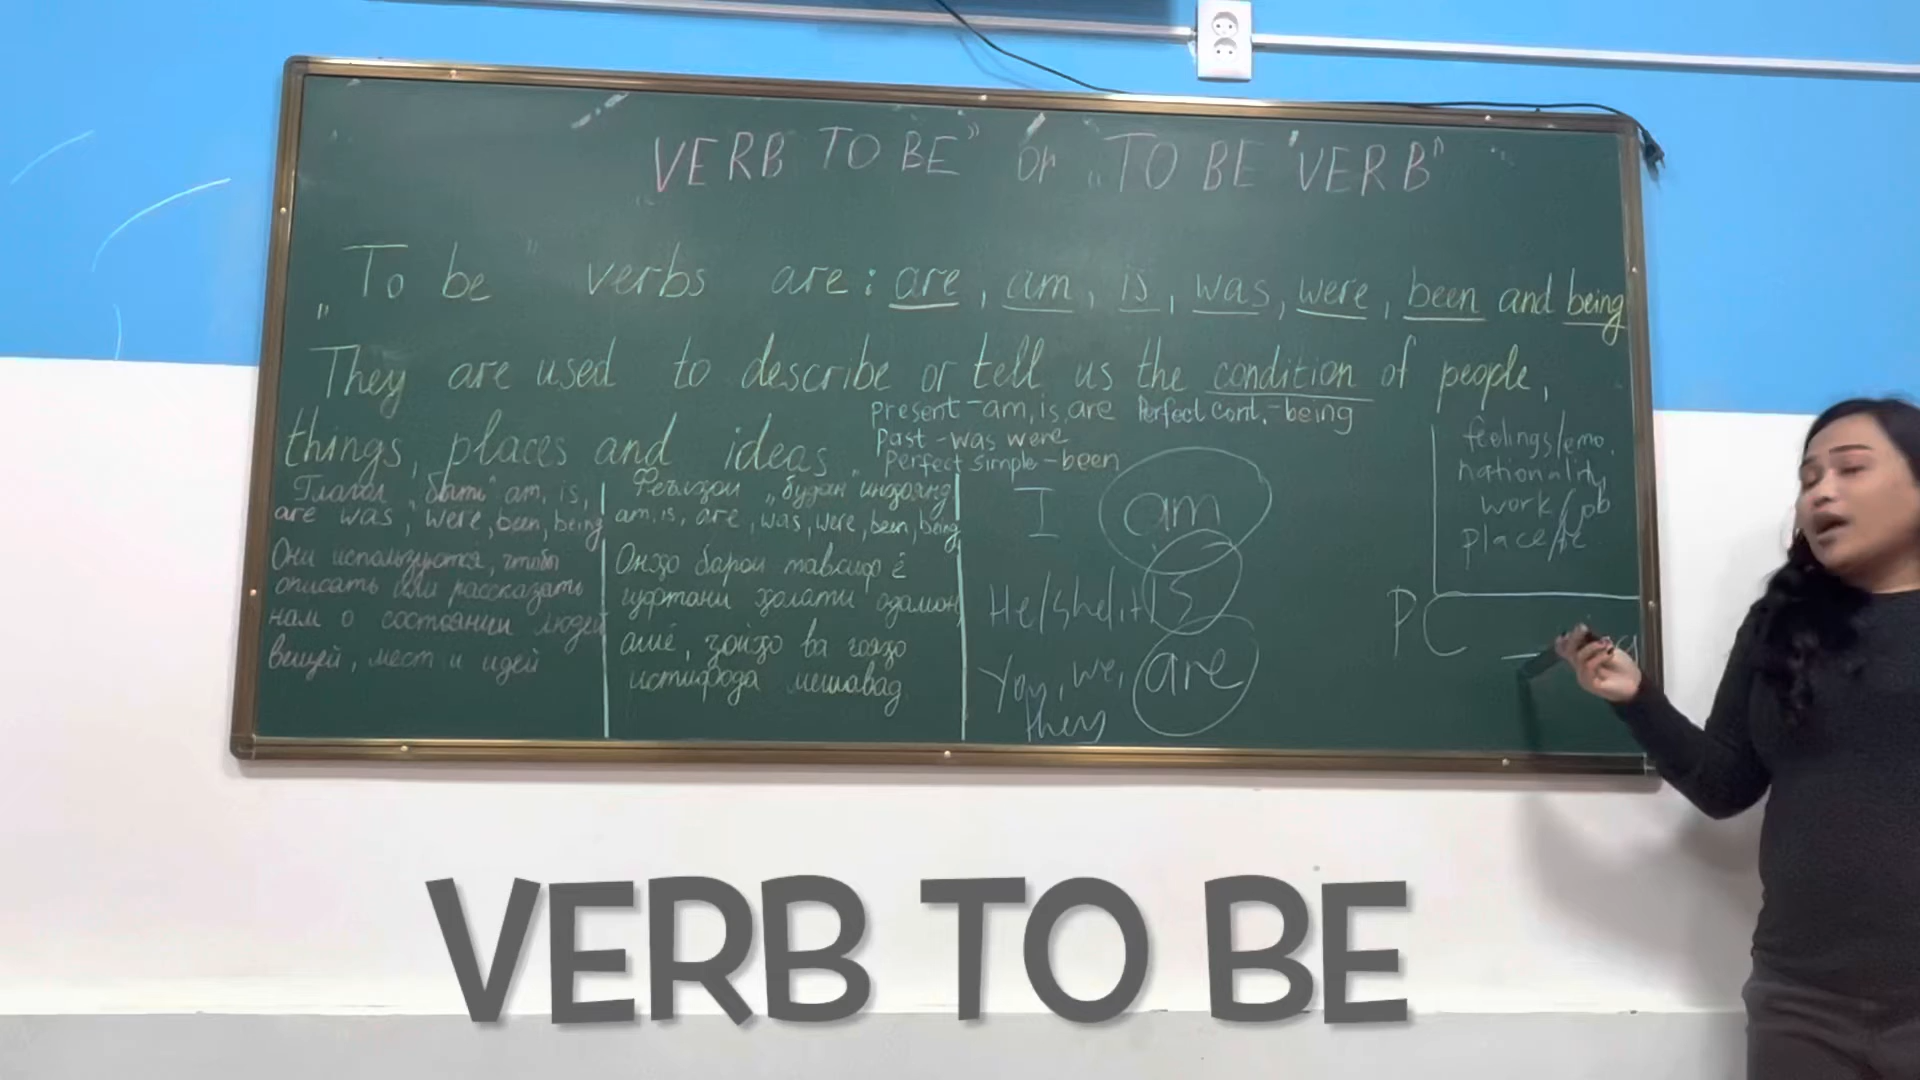 VERB TO BE" or „TO BE VERB"
„To be" verbs are: are, am, is, was, were, been and being
They are used to describe or tell us the condition of people,
things, places and ideas.
present - am, is, are Perfect Cont. - being
Past - was were
Perfect simple - been
Глагол „быть" am, is,
are was, were, been, being
Они используются, чтобы
описать или рассказать
нам о состоянии людей
вещей, мест и идей
Феълҳои „будан" инҳоянд
am, is, are, was, were, been, being
Онҳо барои тавсиф ё
гуфтани ҳолати одамон,
ашё, ҷойҳо ва ғояҳо
истифода мешавад.
I am
He/she/it is
You, we, are
they
feelings/emo.
nationality
work/job
place/
PC
VERB TO BE